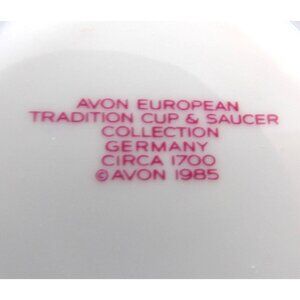 AVON EUROPEAN
TRADITION CUP & SAUCER
COLLECTION
GERMANY
CIRCA 1700
©AVON 1985